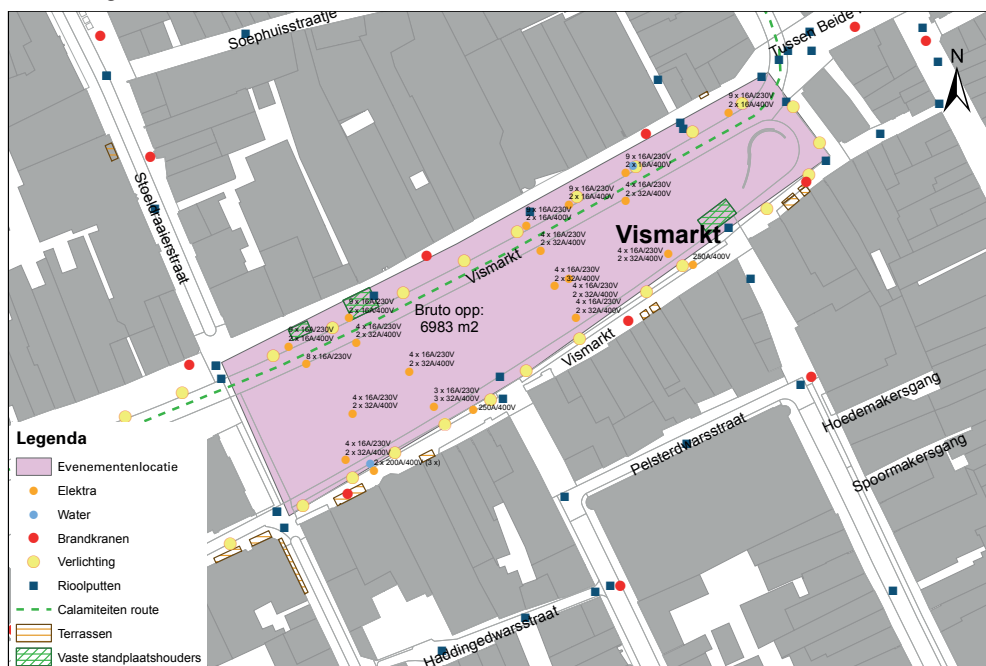 Soephuisstraatje
Tussen Beide
N
9 x 16A/230V
2 x 16A/400V
Stoeldraaierstraat
9 x 16A/230V
2 x 16A/400V
4 x 16A/230V
2 x 32A/400V
9 x 16A/230V
2 x 16A/400V
9 x 16A/230V
2 x 16A/400V
4 x 16A/230V
2 x 32A/400V
Vismarkt
4 x 16A/230V
2 x 32A/400V
250A/400V
Vismarkt
4 x 16A/230V
2 x 32A/400V
4 x 16A/230V
2 x 32A/400V
4 x 16A/230V
2 x 32A/400V
Bruto opp:
6983 m2
9 x 16A/230V
2 x 16A/400V
9 x 16A/230V
2 x 16A/400V
4 x 16A/230V
2 x 32A/400V
8 x 16A/230V
Vismarkt
4 x 16A/230V
2 x 32A/400V
3 x 16A/230V
3 x 32A/400V
250A/400V
4 x 16A/230V
2 x 32A/400V
4 x 16A/230V
2 x 32A/400V
2 x 200A/400V (3 x)
Hoedemakersgang
Pelsterdwarsstraat
Spoormakersgang
Haddingedwarsstraat
Legenda
Evenementenlocatie
Elektra
Water
Brandkranen
Verlichting
Rioolputten
Calamiteiten route
Terrassen
Vaste standplaatshouders